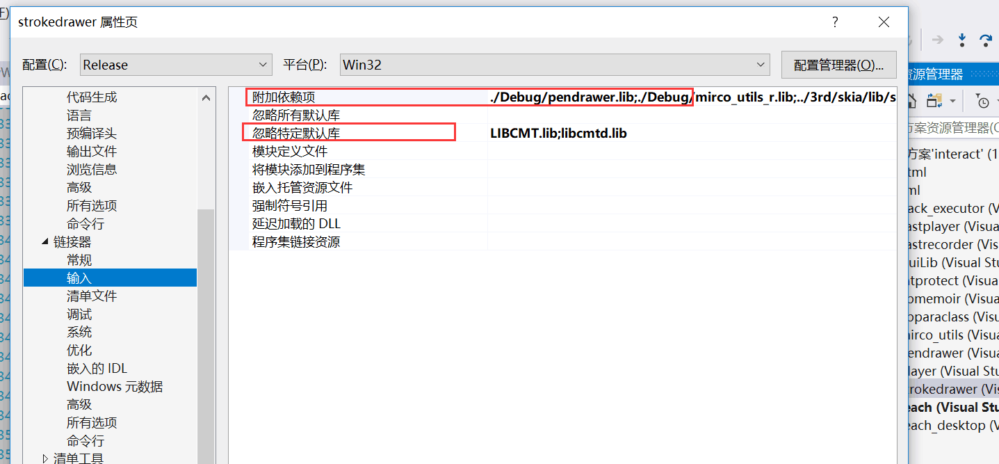 strokedrawer 属性页
?
配置(C):
Release
平台(P):
Win32
配置管理器(O)...
代码生成
语言
预编译头
输出文件
浏览信息
高级
所有选项
命令行
链接器
常规
输入
清单文件
调试
系统
优化
嵌入的 IDL
Windows 元数据
高级
所有选项
命令行
清单工具
附加依赖项 ./Debug/pendrawer.lib;./Debug/mirco_utils_r.lib;../3rd/skia/lib/s
忽略所有默认库
忽略特定默认库 LIBCMT.lib;libcmtd.lib
模块定义文件
将模块添加到程序集
嵌入托管资源文件
强制符号引用
延迟加载的 DLL
程序集链接资源
资源管理器
方案资源管理器(C
方案'interact' (1
tml
ml
ack_executor (V
astplayer (Visua
astrecorder (Vis
uiLib (Visual Stu
tprotect (Visua
omemoir (Visua
pparaclass (Visu
irco_utils (Visua
endrawer (Visua
layer (Visual Stu
trokedrawer (Vis
each (Visual Stu
each_desktop (V